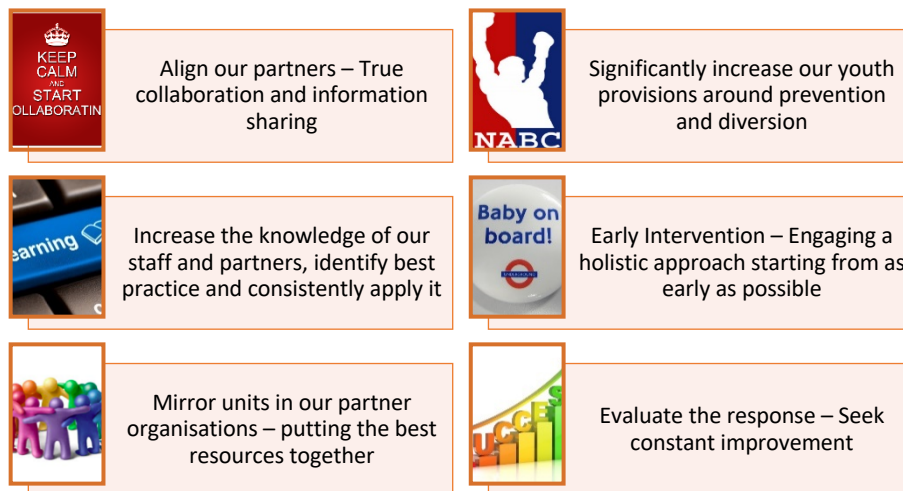 KEEP
CALM
AND
START
OLLABORATIN
Align our partners – True
collaboration and information
sharing
NABC
Significantly increase our youth
provisions around prevention
and diversion
earning
Increase the knowledge of our
staff and partners, identify best
practice and consistently apply it
Baby on
board!
Early Intervention – Engaging a
holistic approach starting from as
early as possible
Mirror units in our partner
organisations – putting the best
resources together
UCCES
Evaluate the response – Seek
constant improvement